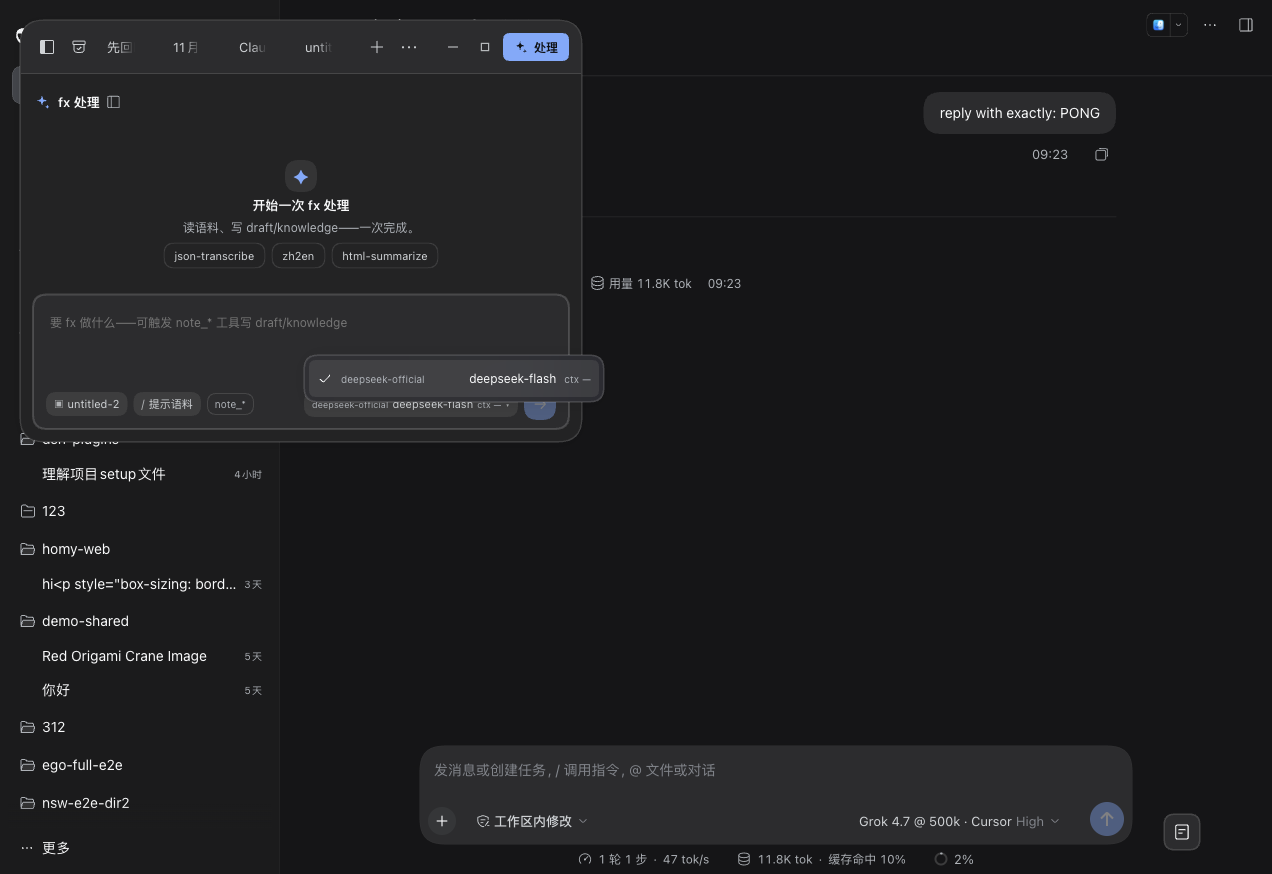 先回
11月
Clau
untit
处理
fx 处理
开始一次 fx 处理
读语料、写 draft/knowledge——一次完成。
json-transcribe
zh2en
html-summarize
要 fx 做什么——可触发 note_* 工具写 draft/knowledge
deepseek-official deepseek-flash ctx —
untitled-2
/ 提示语料
note_*
deepseek-official deepseek-flash ctx —
理解项目 setup 文件 4小时
123
homy-web
hi<p style="box-sizing: bord... 3天
demo-shared
Red Origami Crane Image 5天
你好 5天
312
ego-full-e2e
nsw-e2e-dir2
更多
reply with exactly: PONG
09:23
用量 11.8K tok 09:23
发消息或创建任务, / 调用指令, @ 文件或对话
工作区内修改
Grok 4.7 @ 500k · Cursor High
1 轮 1 步 · 47 tok/s
11.8K tok · 缓存命中 10%
2%